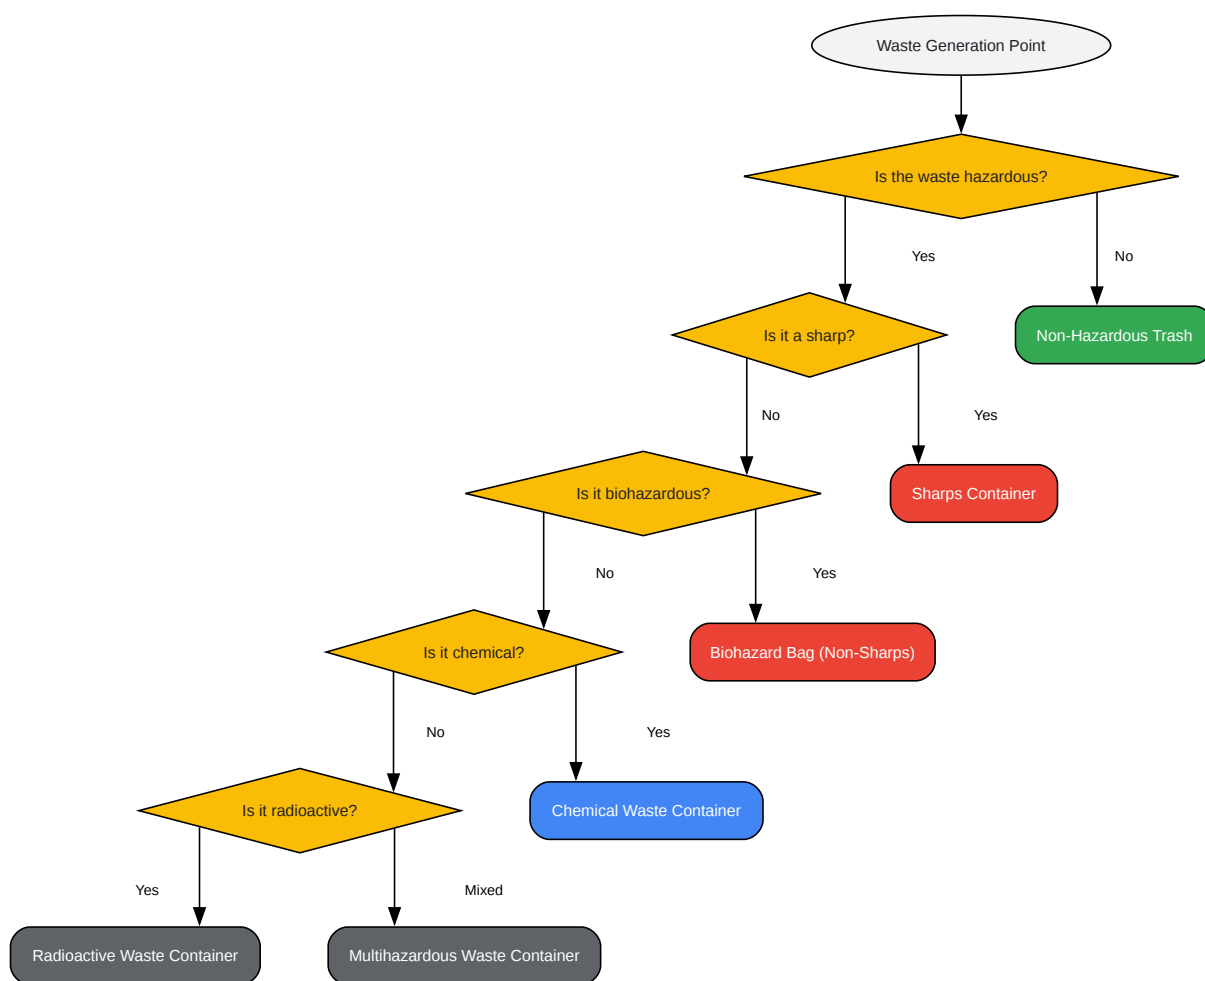 Waste Generation Point
Is the waste hazardous?
Yes
No
Is it a sharp?
Non-Hazardous Trash
No
Yes
Is it biohazardous?
Sharps Container
No
Yes
Is it chemical?
Biohazard Bag (Non-Sharps)
No
Yes
Is it radioactive?
Chemical Waste Container
Yes
Mixed
Radioactive Waste Container
Multihazardous Waste Container